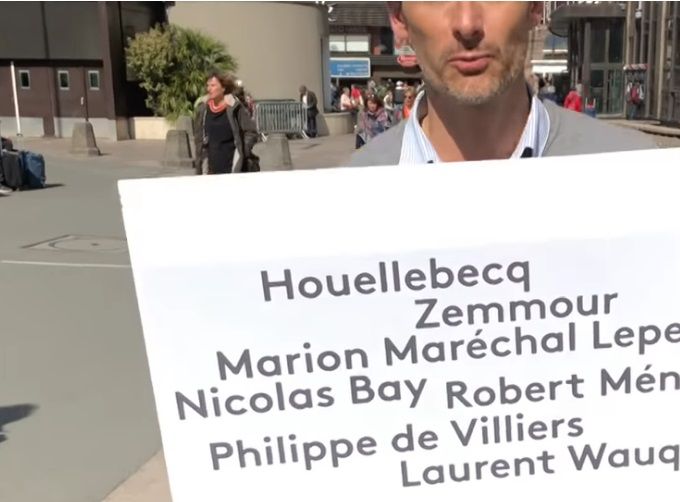 Houellebecq
Zemmour
Marion Maréchal Lepe
Nicolas Bay Robert Mén
Philippe de Villiers
Laurent Wauq